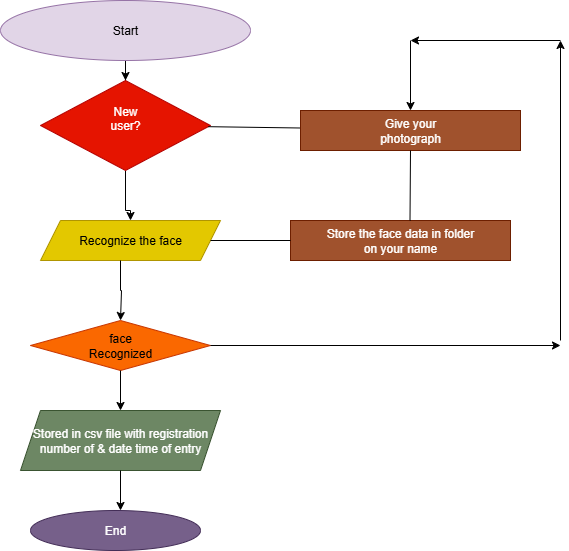 Start
New
user?
Give your
photograph
Recognize the face
Store the face data in folder
on your name
face
Recognized
Stored in csv file with registration
number of & date time of entry
End